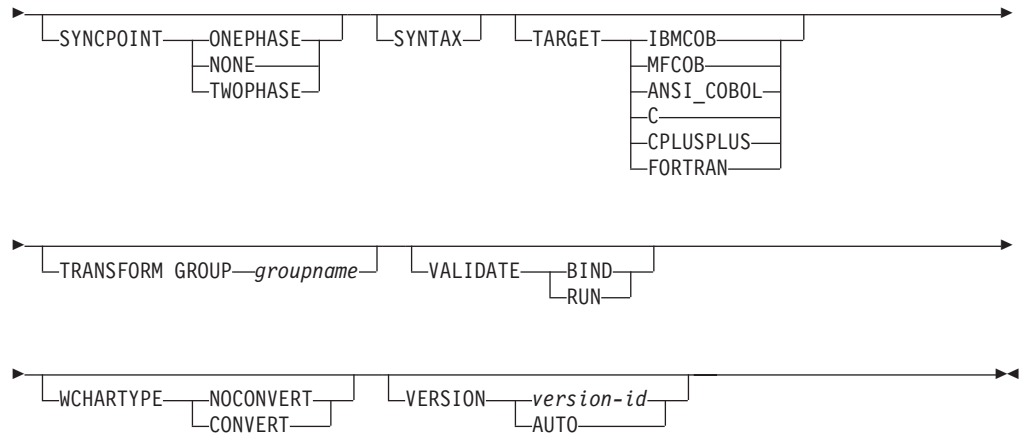 SYNCPOINT ONEPHASE SYNTAX TARGET IBMCOB
NONE MFCOB
TWOPHASE ANSI_COBOL
C
CPLUSPLUS
FORTRAN
TRANSFORM GROUP groupname VALIDATE BIND
RUN
WCHARTYPE NOCONVERT VERSION version-id
CONVERT AUTO